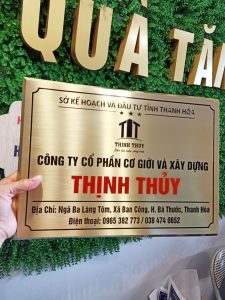 QUÀ TẶN
SỞ KẾ HOẠCH VÀ ĐẦU TƯ TỈNH THANH HÓA
THỊNH THỦY
CÔNG TY CỔ PHẦN CƠ GIỚI VÀ XÂY DỰNG
THỊNH THỦY
Địa Chỉ: Ngã Ba Làng Tôm, Xã Ban Công, H. Bá Thước, Thanh Hóa
Điện thoại: 0965 382 773 / 038 474 0652